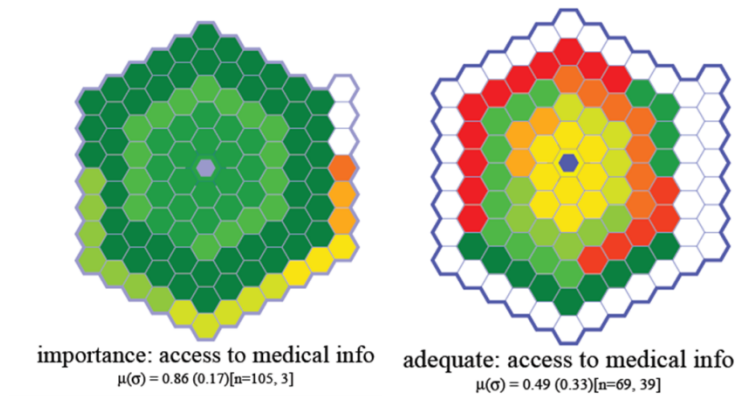 importance: access to medical info
μ(σ) = 0.86 (0.17)[n=105, 3]
adequate: access to medical info
μ(σ) = 0.49 (0.33)[n=69, 39]